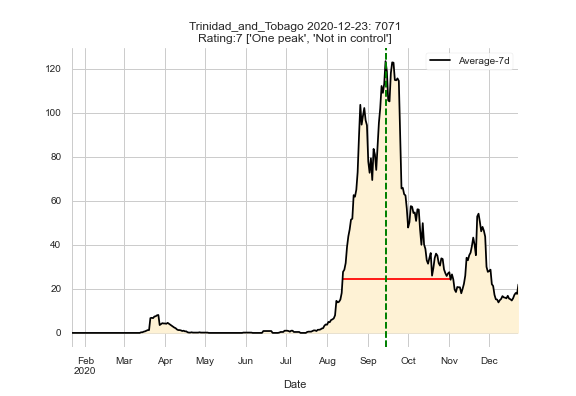 Trinidad_and_Tobago 2020-12-23: 7071
Rating:7 ['One peak', 'Not in control']
Average-7d
120
100
80
60
40
20
0
Feb Mar Apr May Jun Jul Aug Sep Oct Nov Dec
2020
Date